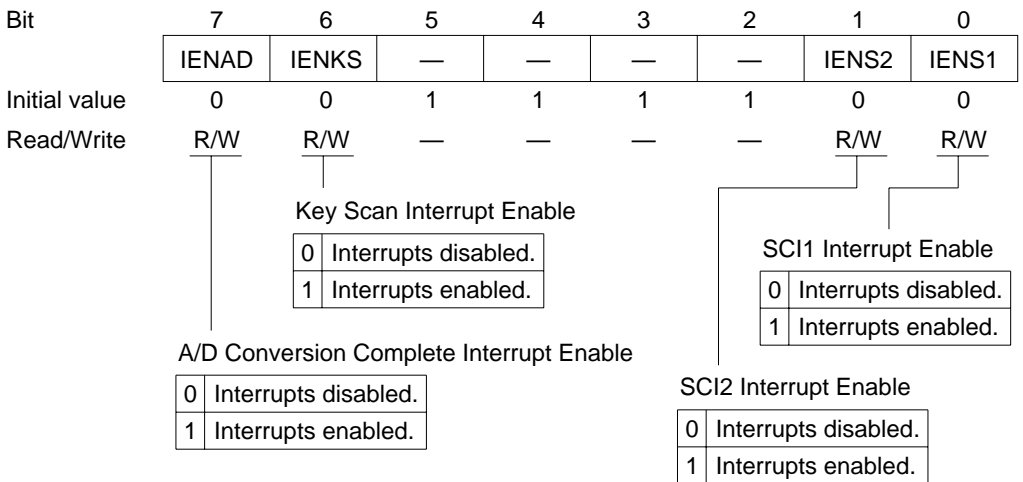 Bit 7 6 5 4 3 2 1 0
IENAD IENKS — — — — IENS2 IENS1
Initial value 0 0 1 1 1 1 0 0
Read/Write R/W R/W — — — — R/W R/W
Key Scan Interrupt Enable
0 Interrupts disabled.
1 Interrupts enabled.
SCI1 Interrupt Enable
0 Interrupts disabled.
1 Interrupts enabled.
A/D Conversion Complete Interrupt Enable
0 Interrupts disabled.
1 Interrupts enabled.
SCI2 Interrupt Enable
0 Interrupts disabled.
1 Interrupts enabled.